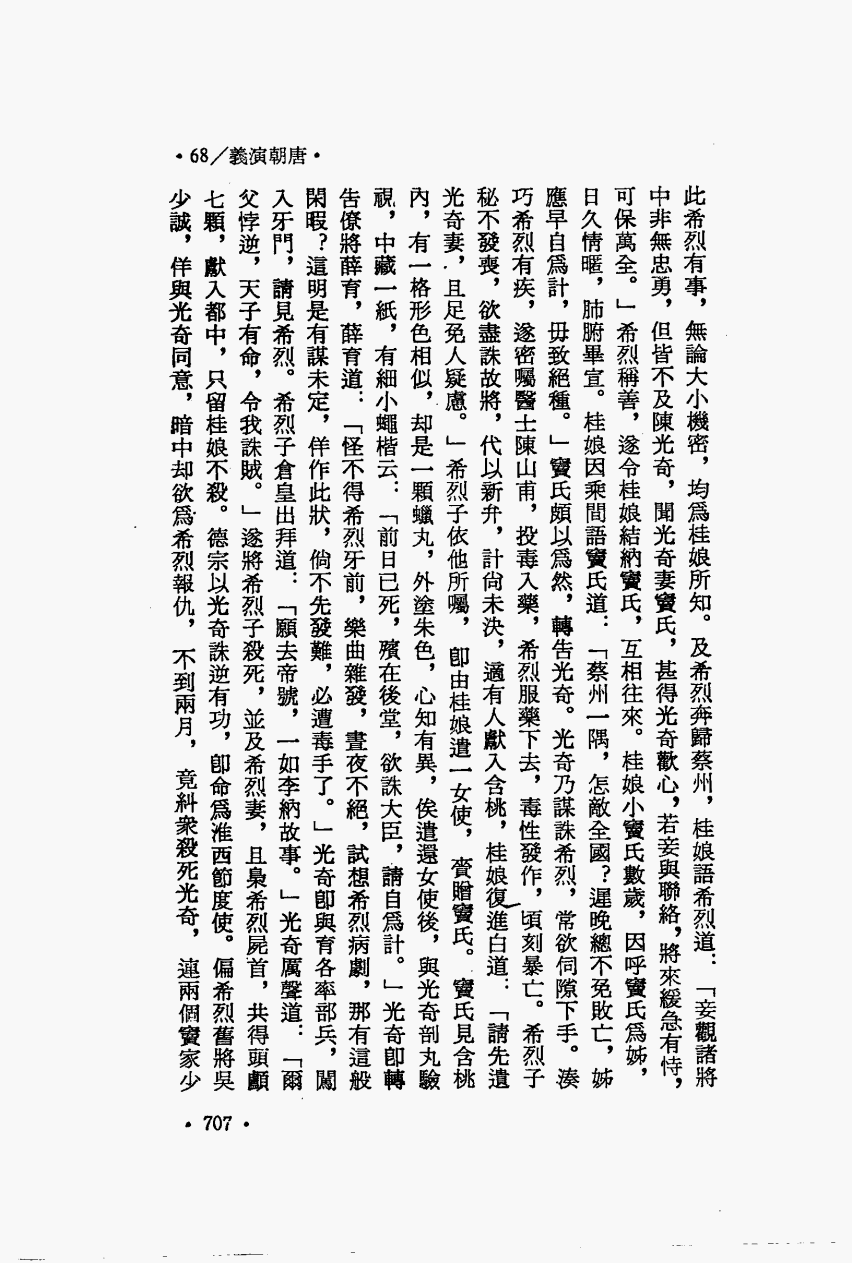 •68/義演朝唐•
此希烈有事，無論大小機密，均爲桂娘所知。及希烈奔歸蔡州，桂娘語希烈道：「妾觀諸將
中非無忠勇，但皆不及陳光奇，聞光奇妻竇氏，甚得光奇歡心，若妾與聯絡，將來緩急有恃，
可保萬全。」希烈稱善，遂令桂娘結納竇氏，互相往來。桂娘小竇氏數歲，因呼竇氏爲姊，
日久情暱，肺腑畢宣。桂娘因乘間語竇氏道：「蔡州一隅，怎敵全國？遲晚總不免敗亡，姊
應早自爲計，毋致絕種。」竇氏頗以爲然，轉告光奇。光奇乃謀誅希烈，常欲伺隙下手。湊
巧希烈有疾，遂密囑醫士陳山甫，投毒入藥，希烈服藥下去，毒性發作，頃刻暴亡。希烈子
秘不發喪，欲盡誅故將，代以新弁，計尙未決，適有人獻入含桃，桂娘復進白道：「請先遺
光奇妻，且足免人疑慮。」希烈子依他所囑，卽由桂娘遣一女使，齎贈竇氏。竇氏見含桃
內，有一格形色相似，却是一顆蠟丸，外塗朱色，心知有異，俟遣還女使後，與光奇剖丸驗
視，中藏一紙，有細小蠅楷云：「前日已死，殯在後堂，欲誅大臣，請自爲計。」光奇卽轉
告僚將薛育，薛育道：「怪不得希烈牙前，樂曲雜發，晝夜不絕，試想希烈病劇，那有這般
閑暇？這明是有謀未定，佯作此狀，倘不先發難，必遭毒手了。」光奇卽與育各率部兵，闖
入牙門，請見希烈。希烈子倉皇出拜道：「願去帝號，一如李納故事。」光奇厲聲道：「爾
父悖逆，天子有命，令我誅賊。」遂將希烈子殺死，並及希烈妻，且梟希烈屍首，共得頭顱
七顆，獻入都中，只留桂娘不殺。德宗以光奇誅逆有功，卽命爲淮西節度使。偏希烈舊將吳
少誠，佯與光奇同意，暗中却欲爲希烈報仇，不到兩月，竟糾衆殺死光奇，連兩個竇家少
•707•